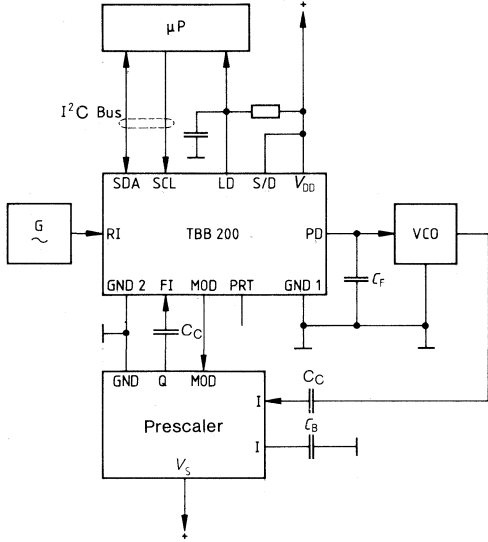 +
µP
I²C Bus
SDA SCL LD S/D V_DD
G
~
RI TBB 200 PD
VCO
GND 2 FI MOD PRT GND 1
C_F
C_C
GND Q MOD
C_C
I
Prescaler
C_B
I
V_S
+